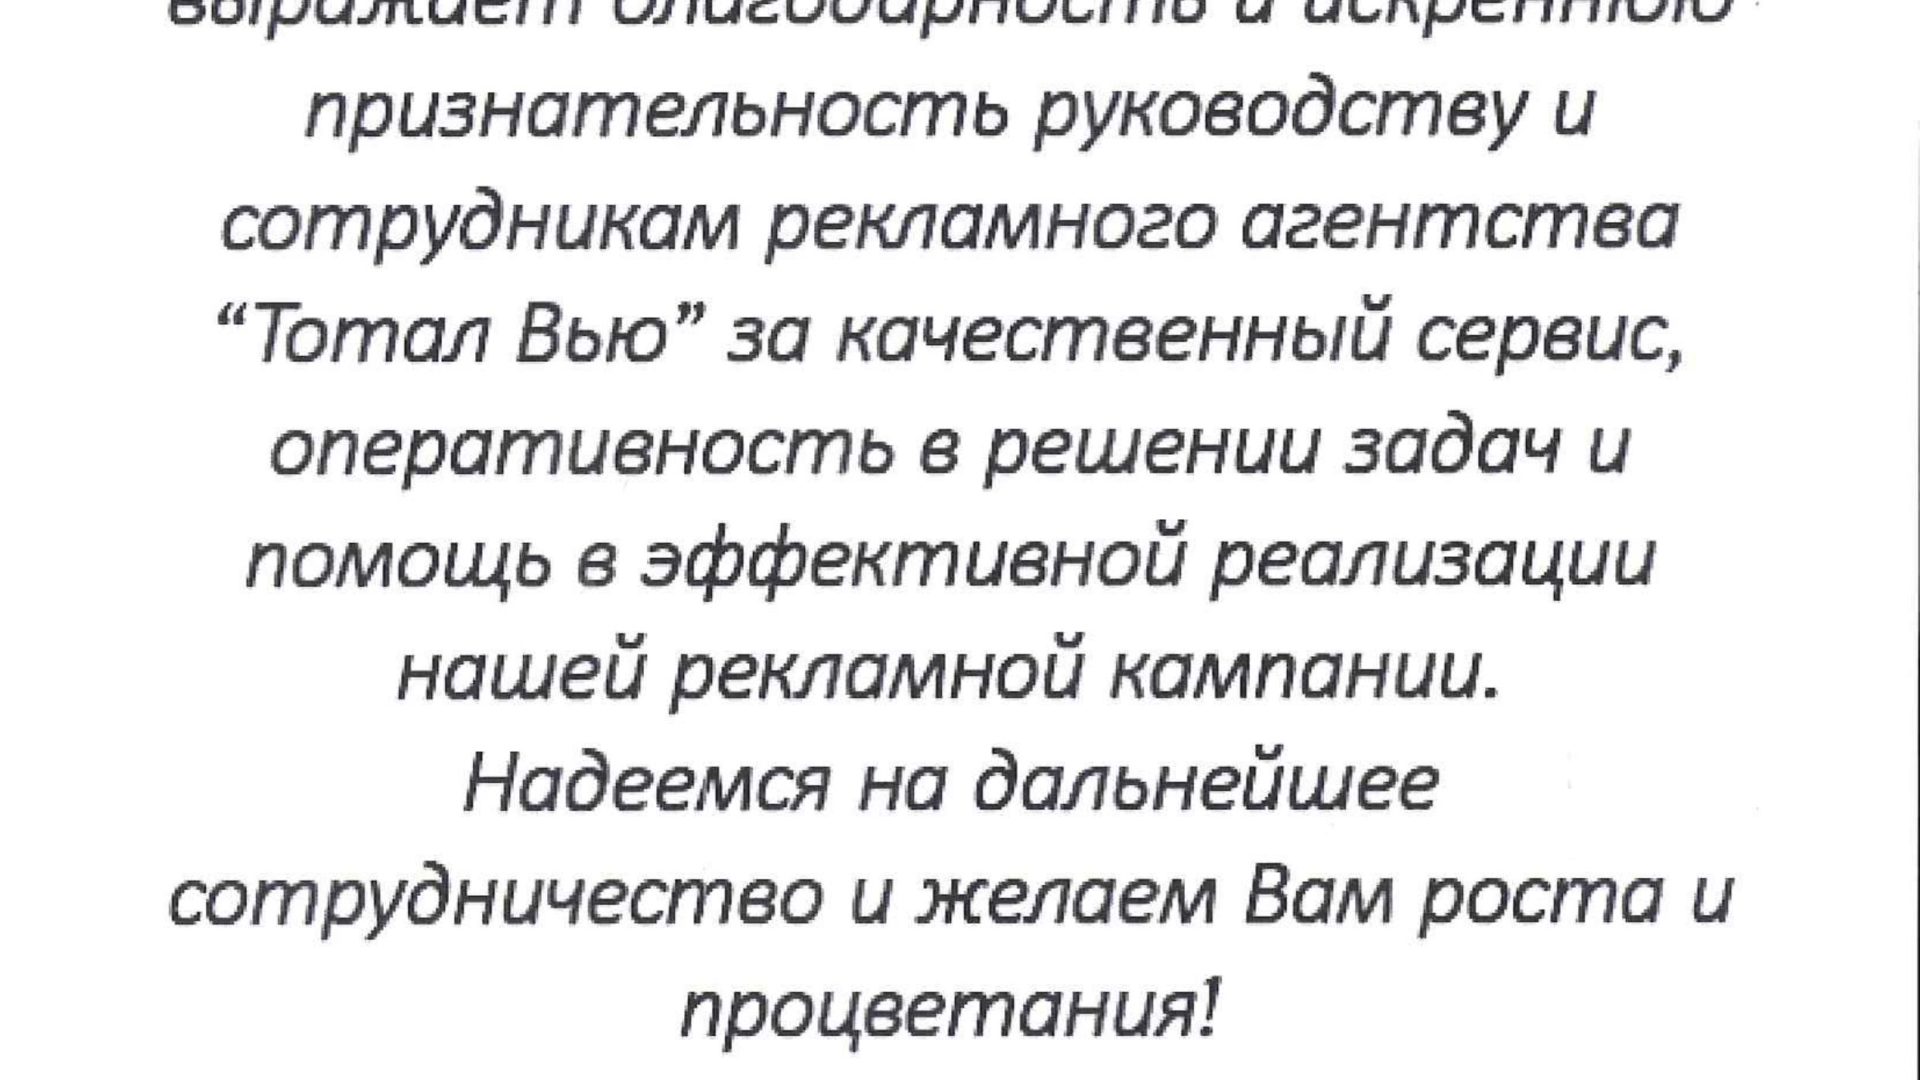 выражает благодарность и искреннюю
признательность руководству и
сотрудникам рекламного агентства
“Тотал Вью” за качественный сервис,
оперативность в решении задач и
помощь в эффективной реализации
нашей рекламной кампании.
Надеемся на дальнейшее
сотрудничество и желаем Вам роста и
процветания!